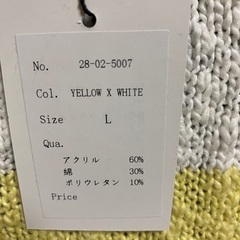 No. 28-02-5007
Col. YELLOW X WHITE
Size L
Qua.
アクリル 60%
綿 30%
ポリウレタン 10%
Price